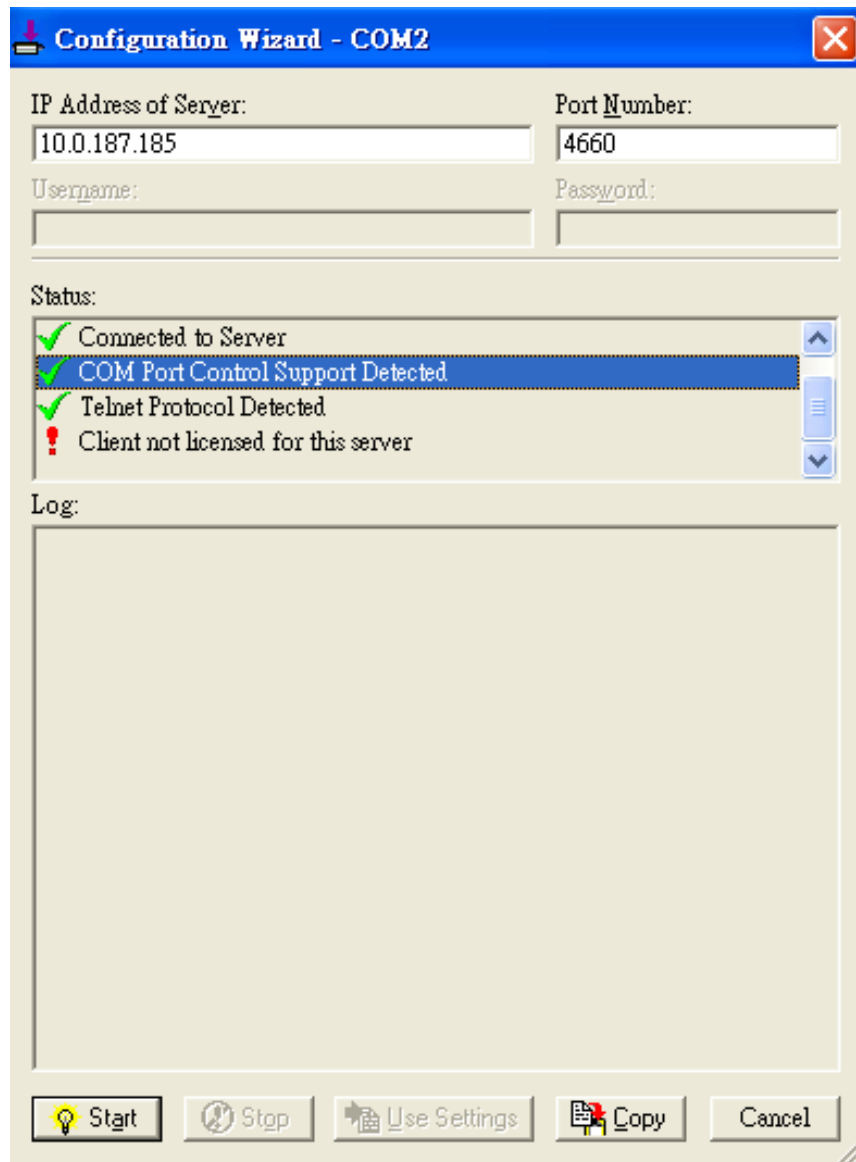 Configuration Wizard - COM2
IP Address of Server: Port Number:
10.0.187.185 4660
Username: Password:
Status:
Connected to Server
COM Port Control Support Detected
Telnet Protocol Detected
Client not licensed for this server
Log:
Start Stop Use Settings Copy Cancel